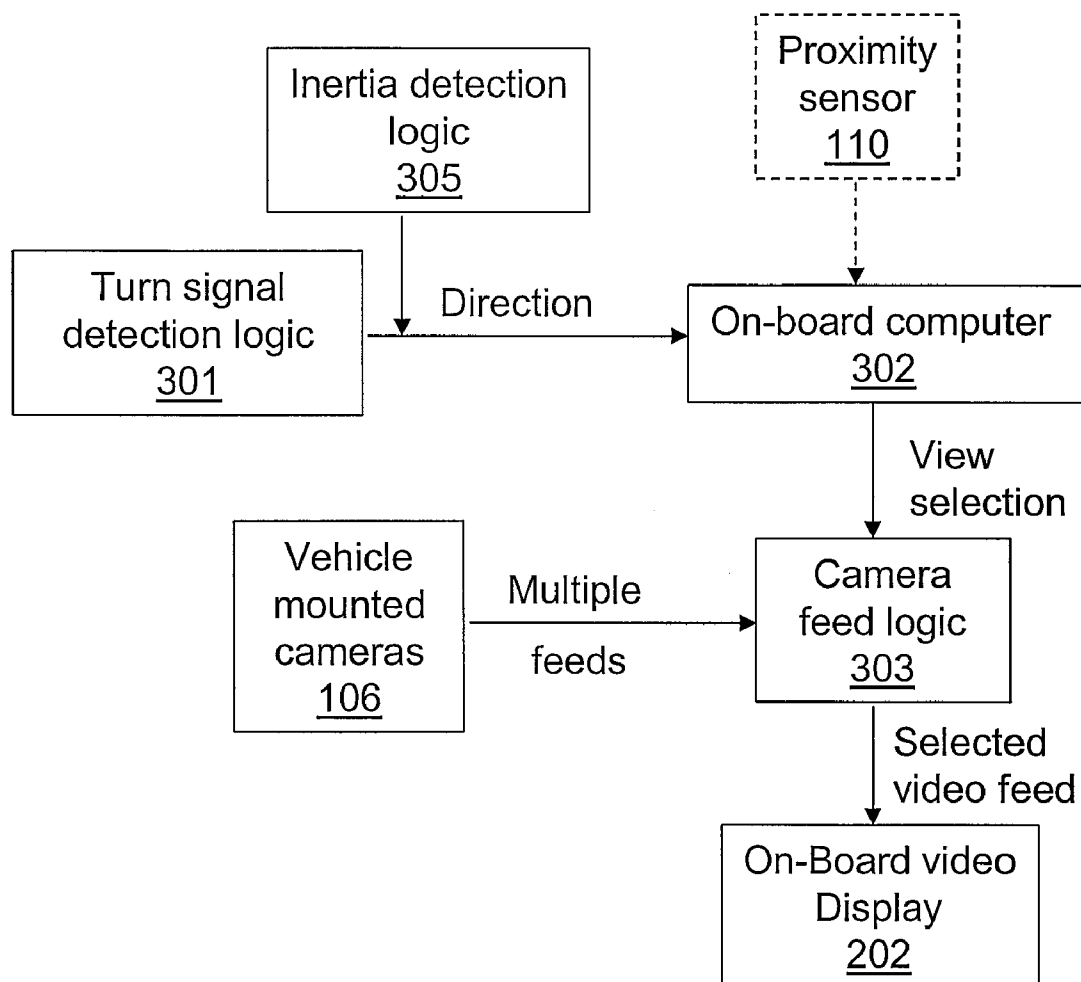 Inertia detection
logic
305
Proximity
sensor
110
Turn signal
detection logic
301
Direction
On-board computer
302
View
selection
Vehicle
mounted
cameras
106
Multiple
feeds
Camera
feed logic
303
Selected
video feed
On-Board video
Display
202